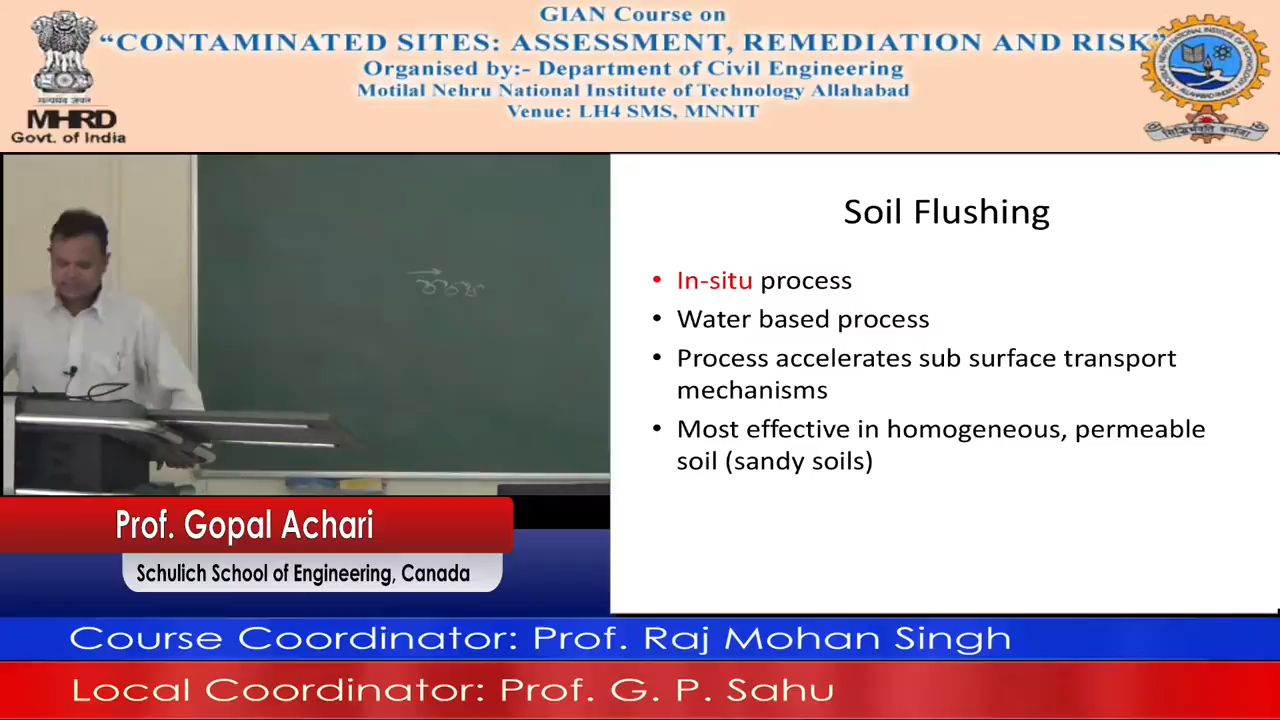 GIAN Course on
“CONTAMINATED SITES: ASSESSMENT, REMEDIATION AND RISK”
Organised by:- Department of Civil Engineering
Motilal Nehru National Institute of Technology Allahabad
Venue: LH4 SMS, MNNIT
सत्यमेव जयते
MHRD
Govt. of India
Soil Flushing
• In-situ process
• Water based process
• Process accelerates sub surface transport
mechanisms
• Most effective in homogeneous, permeable
soil (sandy soils)
Prof. Gopal Achari
Schulich School of Engineering, Canada
Course Coordinator: Prof. Raj Mohan Singh
Local Coordinator: Prof. G. P. Sahu